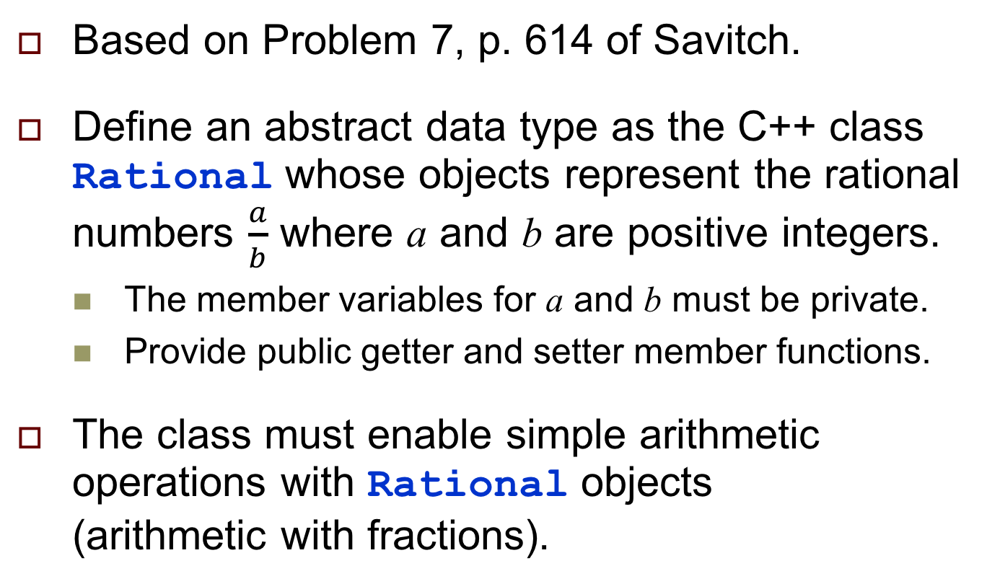 Based on Problem 7, p. 614 of Savitch.
Define an abstract data type as the C++ class
Rational whose objects represent the rational
numbers a/b where a and b are positive integers.
The member variables for a and b must be private.
Provide public getter and setter member functions.
The class must enable simple arithmetic
operations with Rational objects
(arithmetic with fractions).